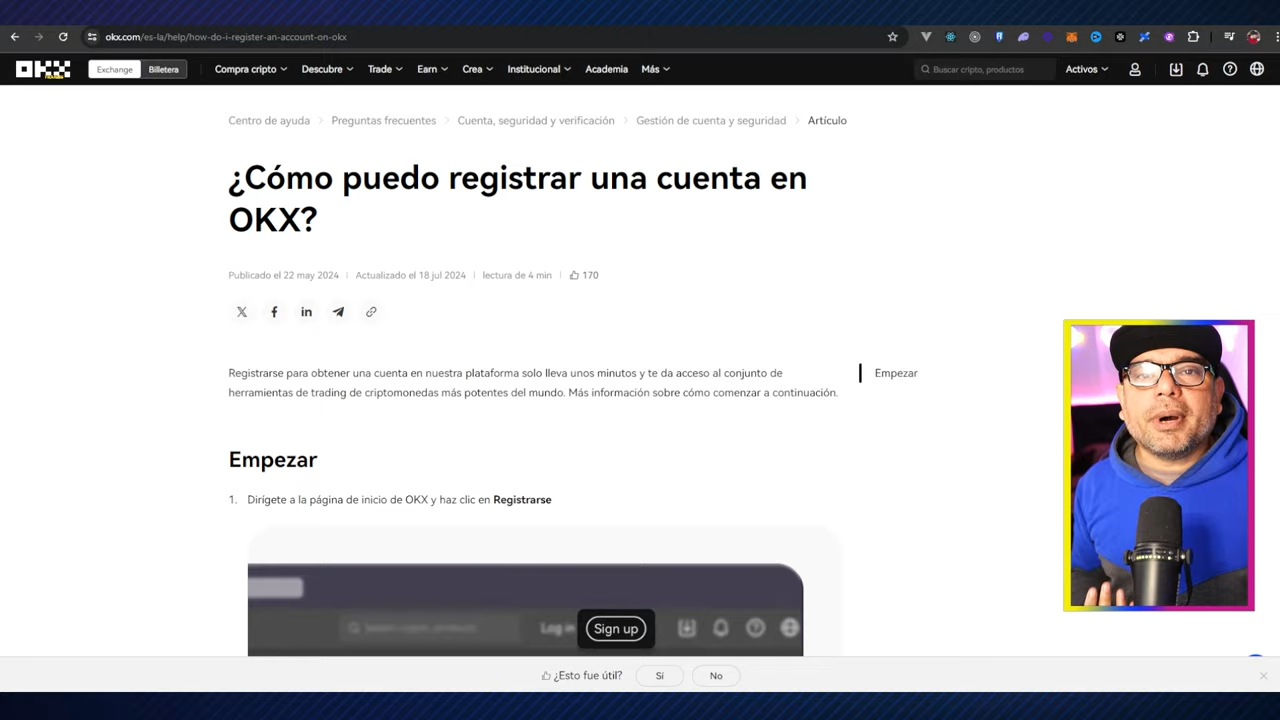 okx.com/es-la/help/how-do-i-register-an-account-on-okx
OKX Exchange Billetera Compra cripto Descubre Trade Earn Crea Institucional Academia Más Buscar cripto, productos Activos
Centro de ayuda Preguntas frecuentes Cuenta, seguridad y verificación Gestión de cuenta y seguridad Artículo
¿Cómo puedo registrar una cuenta en
OKX?
Publicado el 22 may 2024 Actualizado el 18 jul 2024 lectura de 4 min 170
Registrarse para obtener una cuenta en nuestra plataforma solo lleva unos minutos y te da acceso al conjunto de
herramientas de trading de criptomonedas más potentes del mundo. Más información sobre cómo comenzar a continuación.
Empezar
Empezar
1. Dirígete a la página de inicio de OKX y haz clic en Registrarse
Log in Sign up
¿Esto fue útil? Sí No